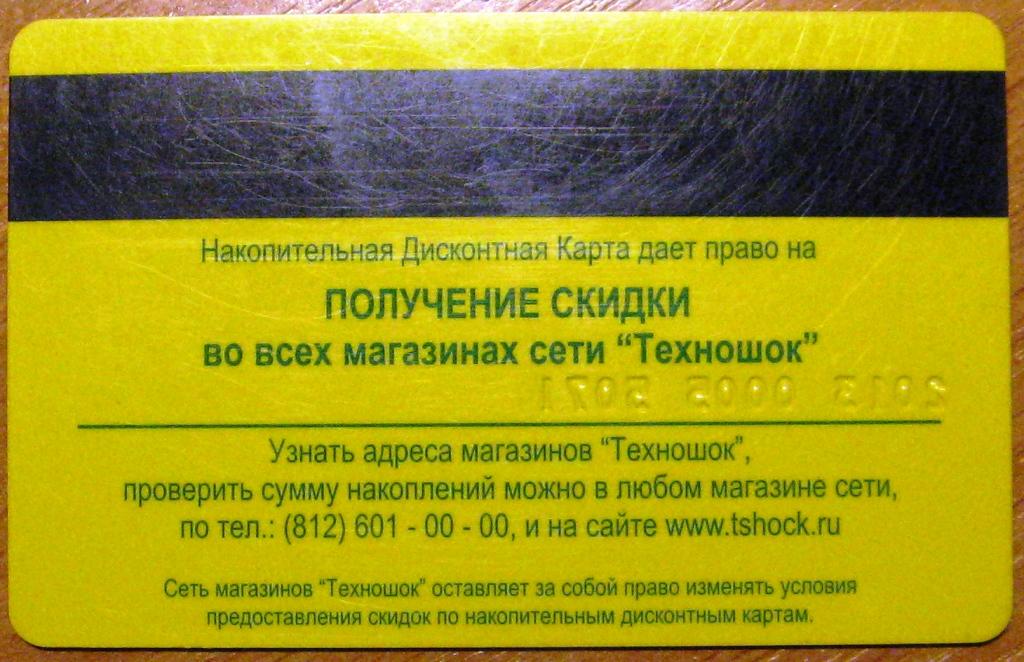 Накопительная Дисконтная Карта дает право на
ПОЛУЧЕНИЕ СКИДКИ
во всех магазинах сети “Техношок”
2013 0005 5071
Узнать адреса магазинов “Техношок”,
проверить сумму накоплений можно в любом магазине сети,
по тел.: (812) 601 - 00 - 00, и на сайте www.tshock.ru
Сеть магазинов “Техношок” оставляет за собой право изменять условия
предоставления скидок по накопительным дисконтным картам.